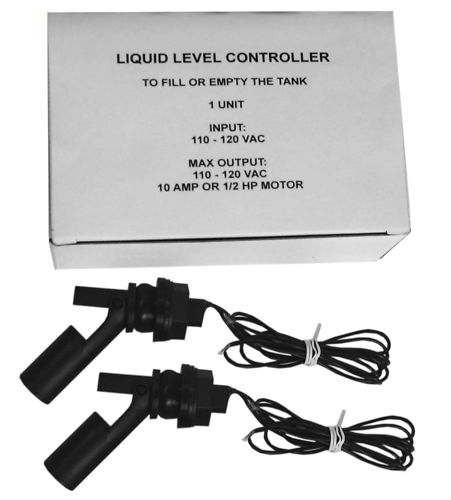 LIQUID LEVEL CONTROLLER
TO FILL OR EMPTY THE TANK
1 UNIT
INPUT:
110 - 120 VAC
MAX OUTPUT:
110 - 120 VAC
10 AMP OR 1/2 HP MOTOR